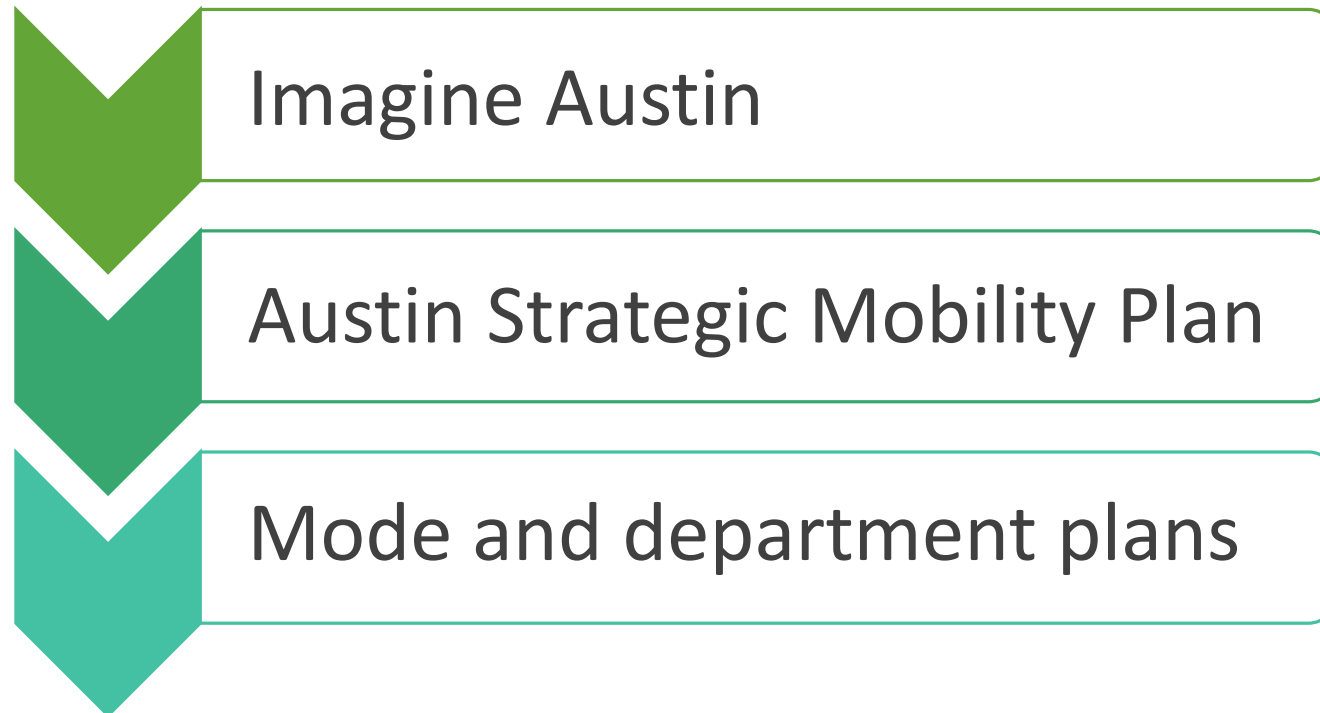 Imagine Austin
Austin Strategic Mobility Plan
Mode and department plans